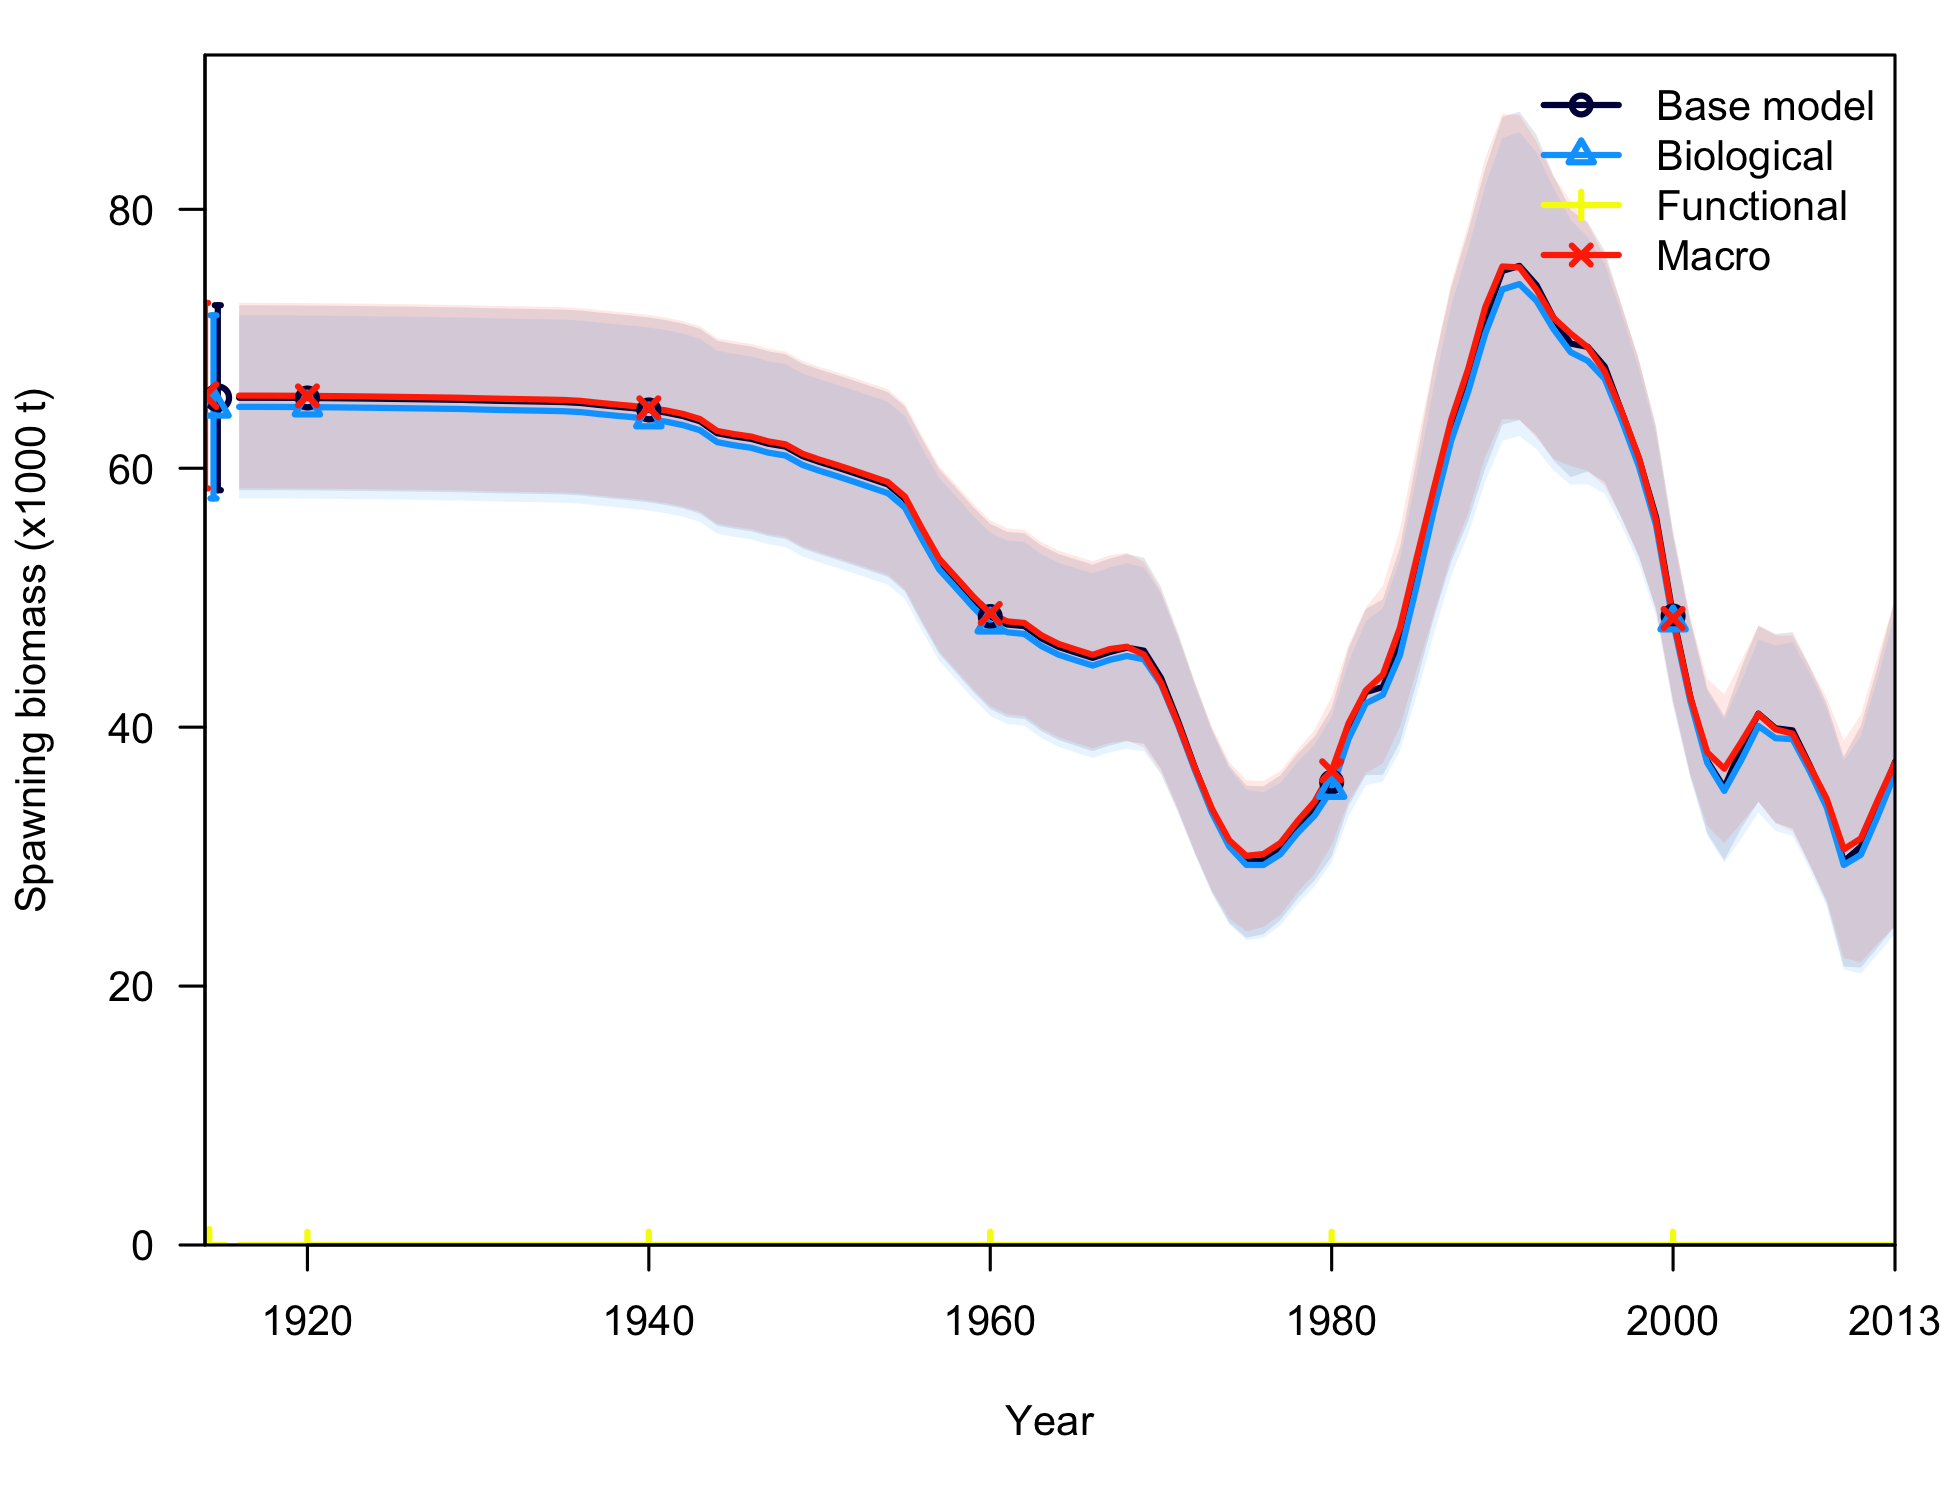 Base model
Biological
Functional
Macro
Spawning biomass (x1000 t)
80
60
40
20
0
1920 1940 1960 1980 2000 2013
Year